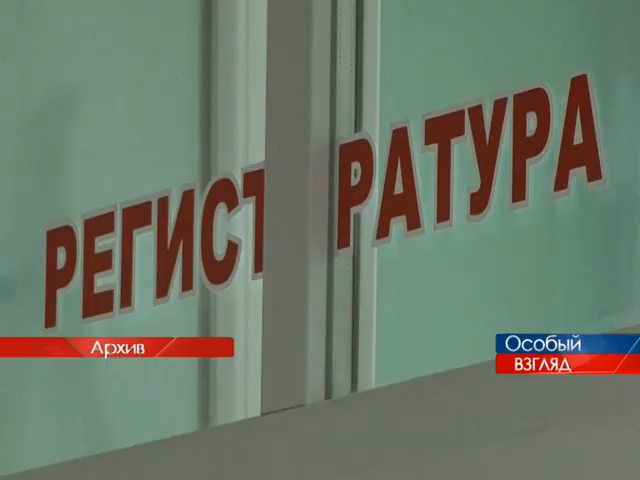 РЕГИСТРАТУРА
Архив
Особый
ВЗГЛЯД